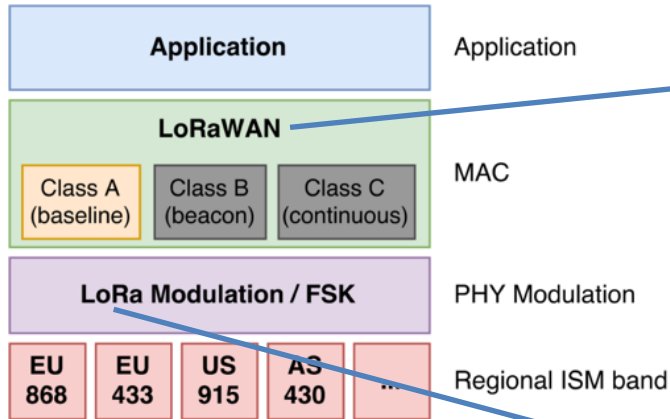 Application
Application
LoRaWAN
MAC
Class A
(baseline)
Class B
(beacon)
Class C
(continuous)
LoRa Modulation / FSK
PHY Modulation
EU
868
EU
433
US
915
AS
430
...
Regional ISM band